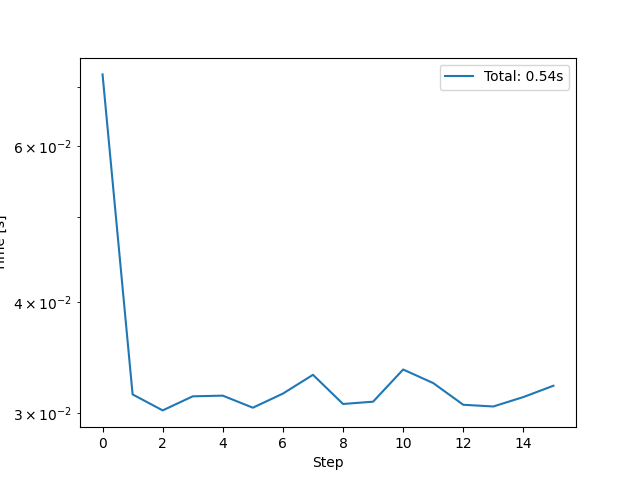 Total: 0.54s
6 × 10⁻²
4 × 10⁻²
3 × 10⁻²
Time [s]
0 2 4 6 8 10 12 14
Step